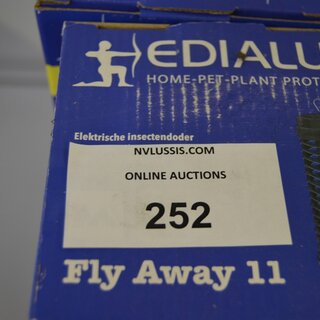 EDIALU
HOME-PET-PLANT PROT
Elektrische insectendoder
NVLUSSIS.COM
ONLINE AUCTIONS
252
Fly Away 11